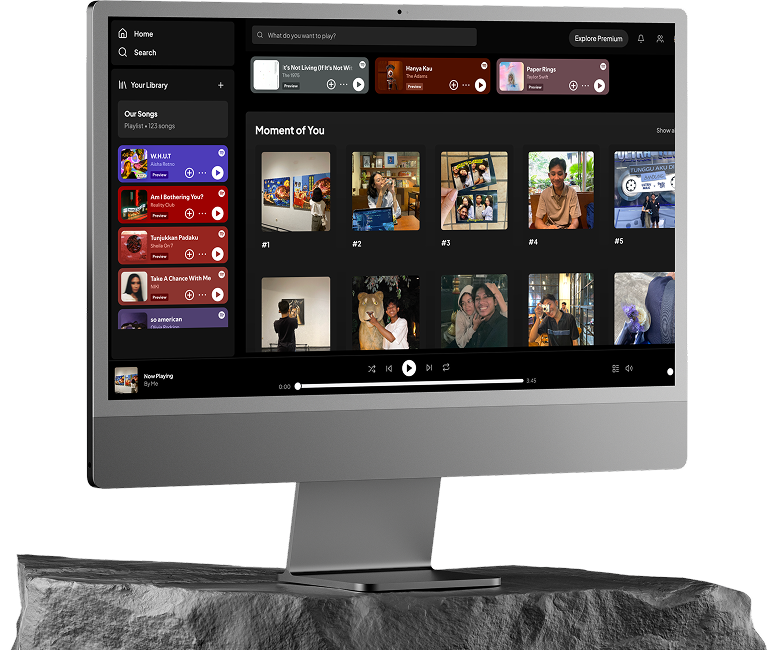 Home
Search
Your Library
Our Songs
Playlist • 123 songs
W.H.U.T
Aisha Retno
Preview
Am I Bothering You?
Reality Club
Preview
Tunjukkan Padaku
Sheila On 7
Preview
Take A Chance With Me
NIKI
Preview
so american
Olivia Rodrigo
What do you want to play?
Explore Premium
It's Not Living (If It's Not Wi
The 1975
Preview
Hanya Kau
The Adams
Preview
Paper Rings
Taylor Swift
Preview
Moment of You
Show a
#1
#2
#3
#4
#5
TUNGGU AKU D
Now Playing
By Me
0:00
3:45